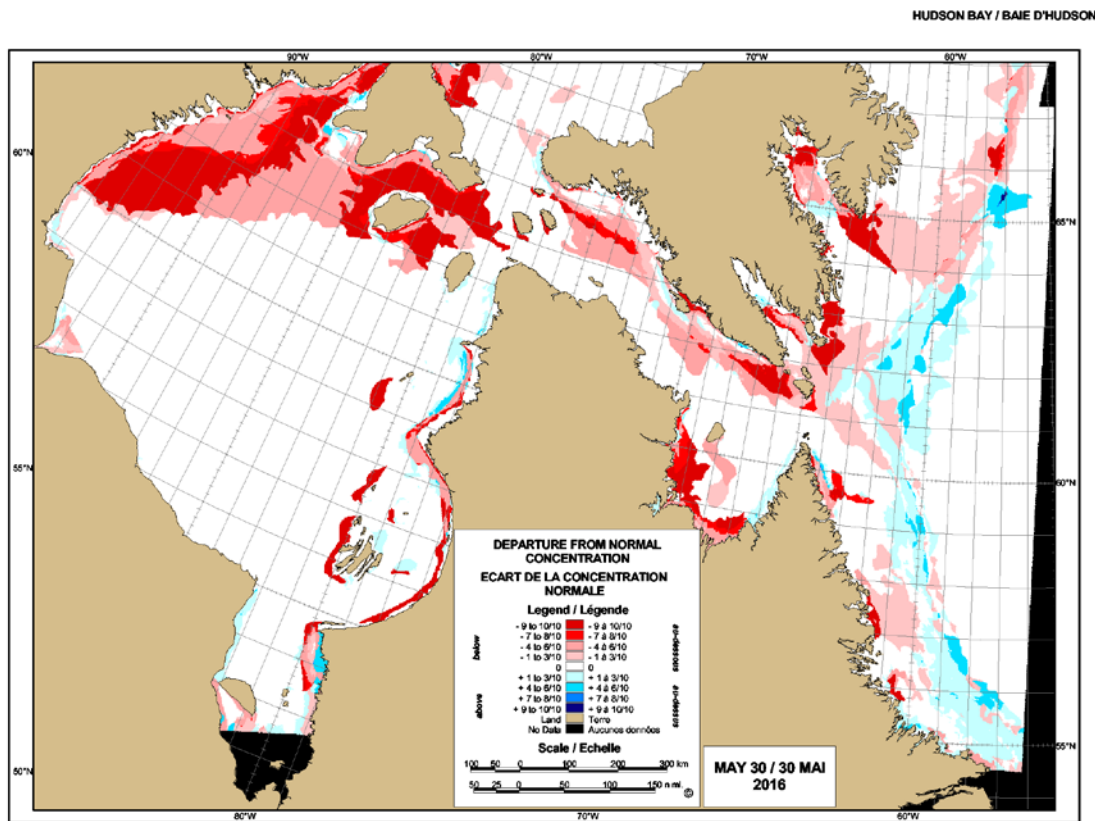 HUDSON BAY / BAIE D'HUDSON
90°W 80°W 70°W 60°W
60°N
65°N
55°N
60°N
50°N
55°N
80°W 70°W 60°W
DEPARTURE FROM NORMAL
CONCENTRATION
ECART DE LA CONCENTRATION
NORMALE
Legend / Légende
- 9 to 10/10 - 9 à 10/10
- 7 to 8/10 - 7 à 8/10
- 4 to 6/10 - 4 à 6/10
- 1 to 3/10 - 1 à 3/10
0 0
+ 1 to 3/10 + 1 à 3/10
+ 4 to 6/10 + 4 à 6/10
+ 7 to 8/10 + 7 à 8/10
+ 9 to 10/10 + 9 à 10/10
Land Terre
No Data Aucunes données
below
above
au-dessous
au-dessus
Scale / Echelle
100 50 0 100 200 300 km
50 25 0 50 100 150 n mi.
©
MAY 30 / 30 MAI
2016